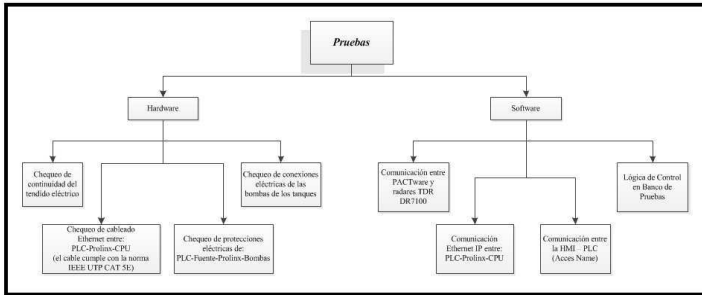 Pruebas
Hardware
Software
Chequeo de
continuidad del
tendido eléctrico
Chequeo de conexiones
eléctricas de las
bombas de los tanques
Comunicación entre
PACTware y
radares TDR
DR7100
Lógica de Control
en Banco de
Pruebas
Chequeo de cableado
Ethernet entre:
PLC-Prolinx-CPU
(el cable cumple con la norma
IEEE UTP CAT 5E)
Chequeo de protecciones
eléctricas de:
PLC-Fuente-Prolinx-Bombas
Comunicación
Ethernet IP entre:
PLC-Prolinx-CPU
Comunicación entre
la HMI – PLC
(Acces Name)